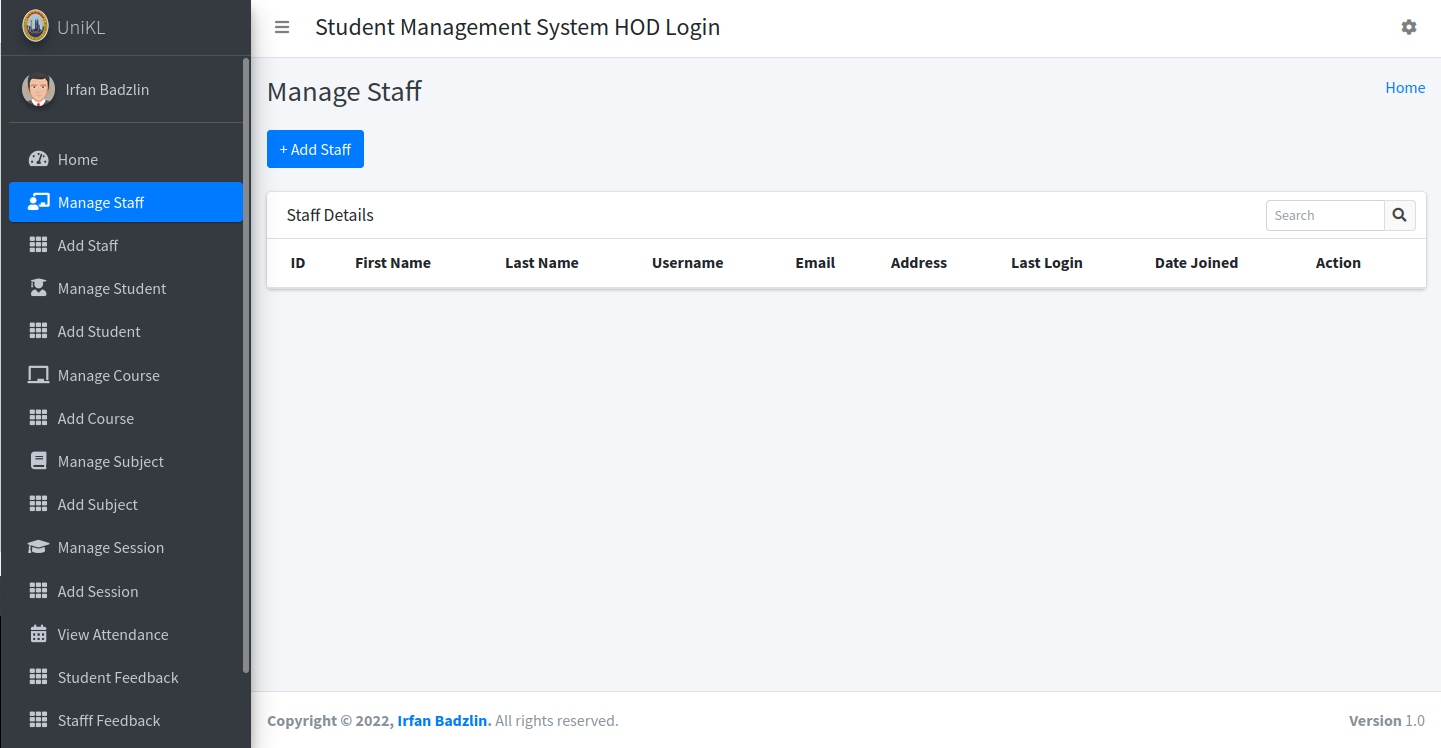 UniKL
Irfan Badzlin
Home
Manage Staff
Add Staff
Manage Student
Add Student
Manage Course
Add Course
Manage Subject
Add Subject
Manage Session
Add Session
View Attendance
Student Feedback
Stafff Feedback
Student Management System HOD Login
Manage Staff
Home
+ Add Staff
Staff Details
Search
ID First Name Last Name Username Email Address Last Login Date Joined Action
Copyright © 2022, Irfan Badzlin. All rights reserved.
Version 1.0